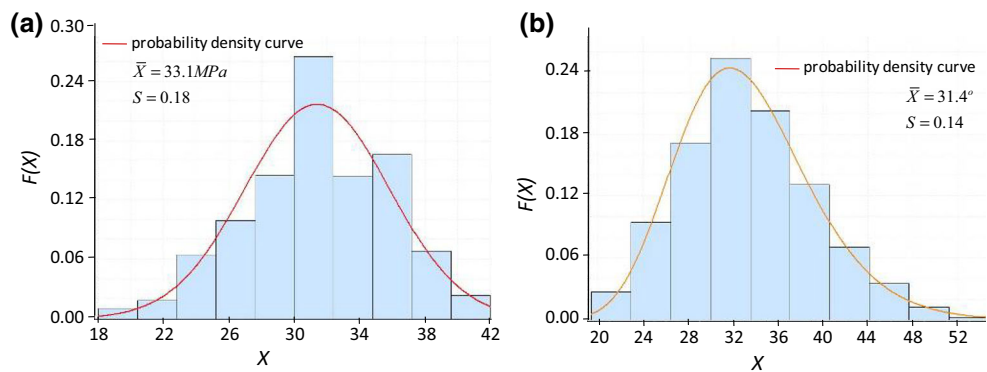 (a)
0.30
probability density curve
X̄ = 33.1MPa
S = 0.18
0.24
0.18
0.12
0.06
0.00
F(X)
18 22 26 30 34 38 42
X
(b)
probability density curve
X̄ = 31.4°
S = 0.14
0.24
0.18
0.12
0.06
0.00
F(X)
20 24 28 32 36 40 44 48 52
X